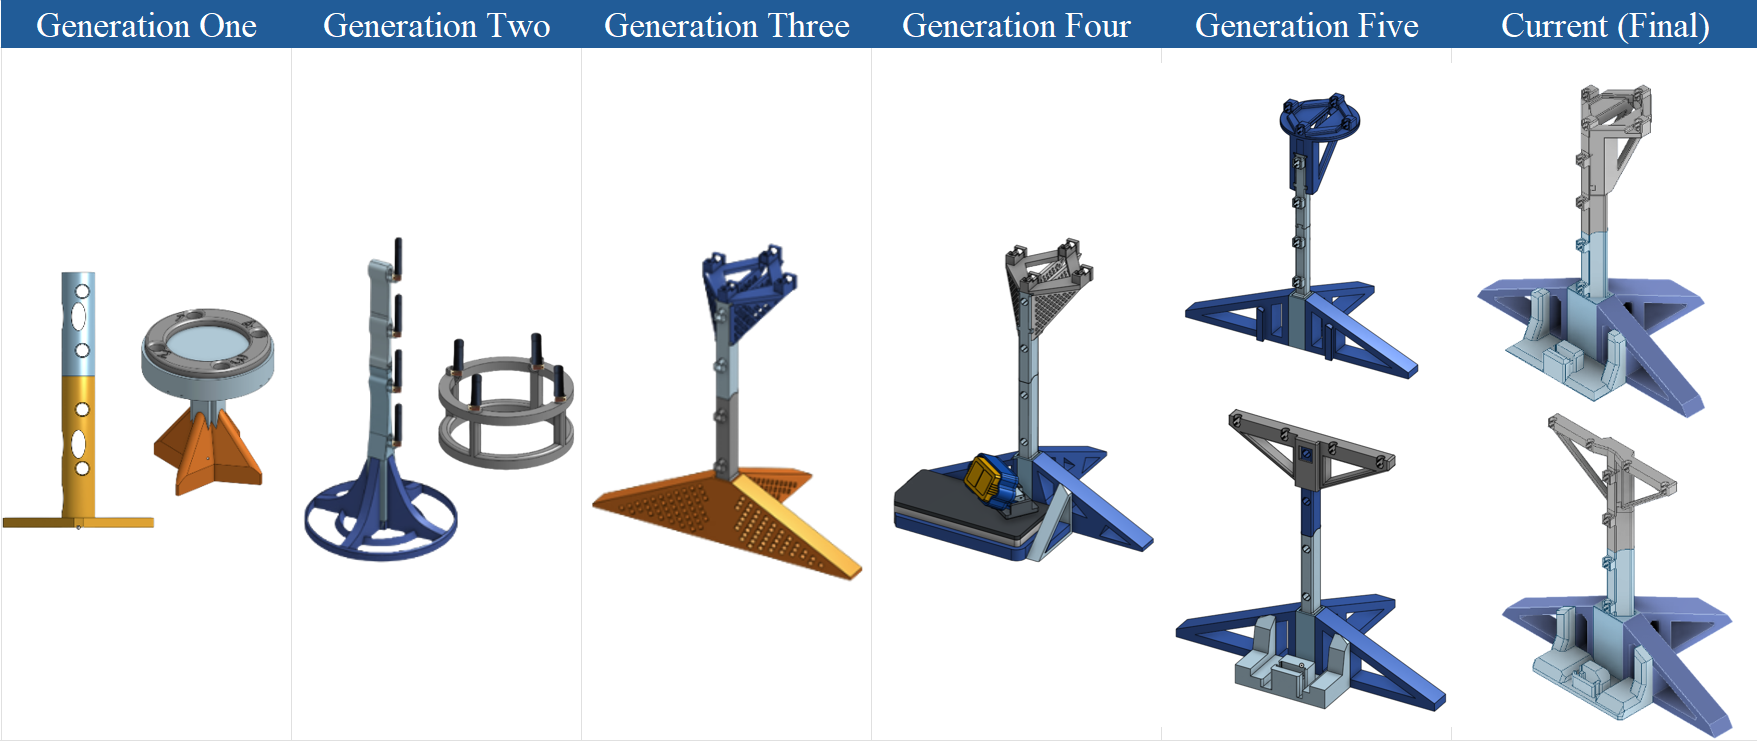 Generation One
Generation Two
Generation Three
Generation Four
Generation Five
Current (Final)